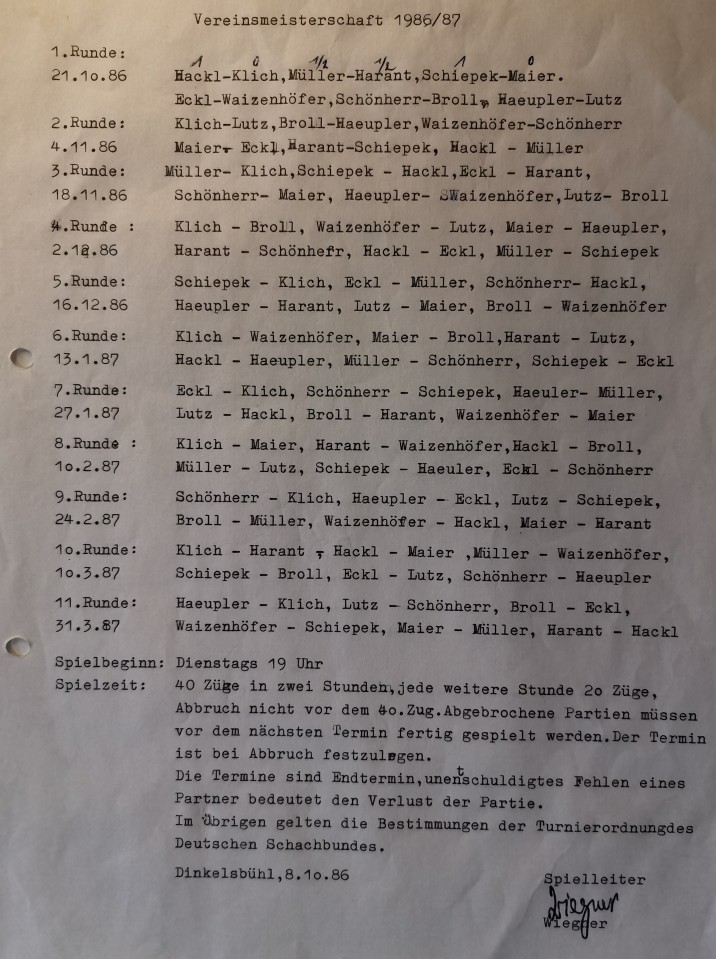 Vereinsmeisterschaft 1986/87
1.Runde:
1 0 1/2 1/2 1 0
21.1o.86 Hackl-Klich,Müller-Harant,Schiepek-Maier.
Eckl-Waizenhöfer,Schönherr-Broll, Haeupler-Lutz
2.Runde: Klich-Lutz,Broll-Haeupler,Waizenhöfer-Schönherr
4.11.86 Maier- Eckl,Harant-Schiepek, Hackl - Müller
3.Runde: Müller- Klich,Schiepek - Hackl,Eckl - Harant,
18.11.86 Schönherr- Maier, Haeupler- Waizenhöfer,Lutz- Broll
4.Runde : Klich - Broll, Waizenhöfer - Lutz, Maier - Haeupler,
2.12.86 Harant - Schönherr, Hackl - Eckl, Müller - Schiepek
5.Runde: Schiepek - Klich, Eckl - Müller, Schönherr- Hackl,
16.12.86 Haeupler - Harant, Lutz - Maier, Broll - Waizenhöfer
6.Runde: Klich - Waizenhöfer, Maier - Broll,Harant - Lutz,
13.1.87 Hackl - Haeupler, Müller - Schönherr, Schiepek - Eckl
7.Runde: Eckl - Klich, Schönherr - Schiepek, Haeuler- Müller,
27.1.87 Lutz - Hackl, Broll - Harant, Waizenhöfer - Maier
8.Runde : Klich - Maier, Harant - Waizenhöfer,Hackl - Broll,
1o.2.87 Müller - Lutz, Schiepek - Haeuler, Eckl - Schönherr
9.Runde: Schönherr - Klich, Haeupler - Eckl, Lutz - Schiepek,
24.2.87 Broll - Müller, Waizenhöfer - Hackl, Maier - Harant
1o.Runde: Klich - Harant , Hackl - Maier ,Müller - Waizenhöfer,
1o.3.87 Schiepek - Broll, Eckl - Lutz, Schönherr - Haeupler
11.Runde: Haeupler - Klich, Lutz - Schönherr, Broll - Eckl,
31.3.87 Waizenhöfer - Schiepek, Maier - Müller, Harant - Hackl
Spielbeginn: Dienstags 19 Uhr
Spielzeit: 40 Züge in zwei Stunden,jede weitere Stunde 2o Züge,
Abbruch nicht vor dem 4o.Zug.Abgebrochene Partien müssen
vor dem nächsten Termin fertig gespielt werden.Der Termin
ist bei Abbruch festzulegen.
Die Termine sind Endtermin,unentschuldigtes Fehlen eines
Partner bedeutet den Verlust der Partie.
Im Übrigen gelten die Bestimmungen der Turnierordnungdes
Deutschen Schachbundes.
Dinkelsbühl,8.1o.86 Spielleiter
Wiegner
Wiegner